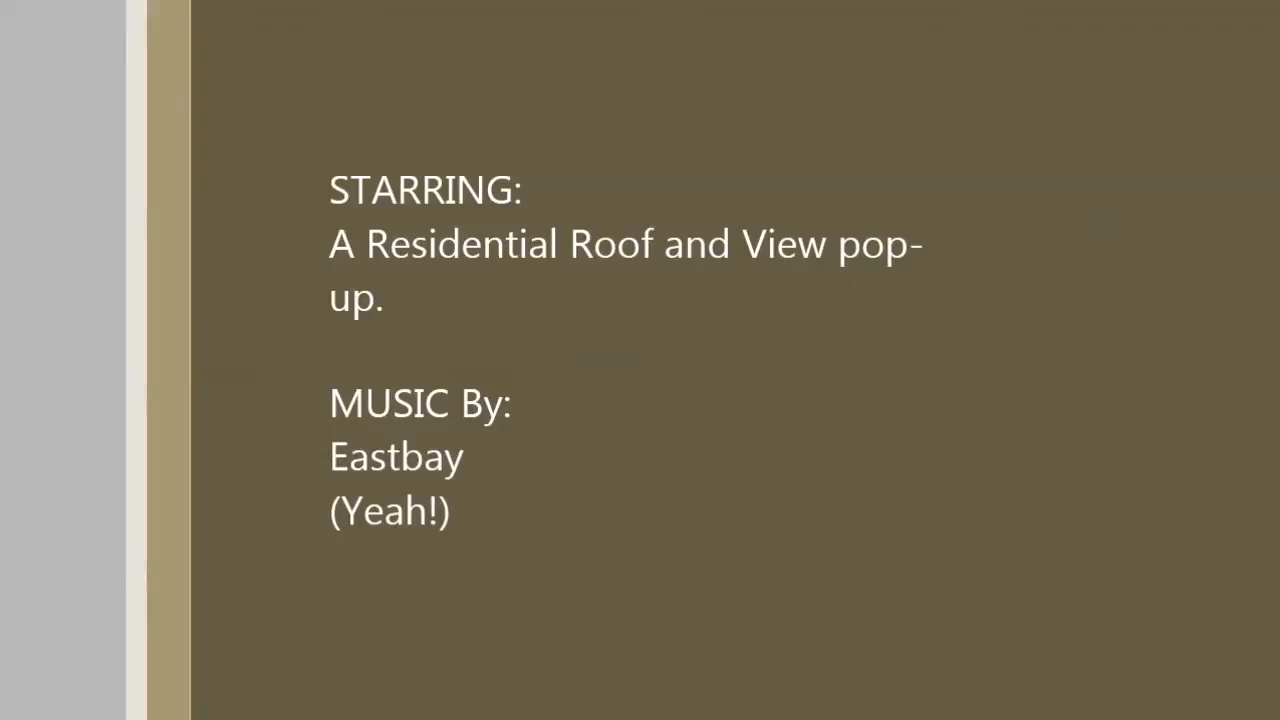 STARRING:
A Residential Roof and View pop-
up.
MUSIC By:
Eastbay
(Yeah!)